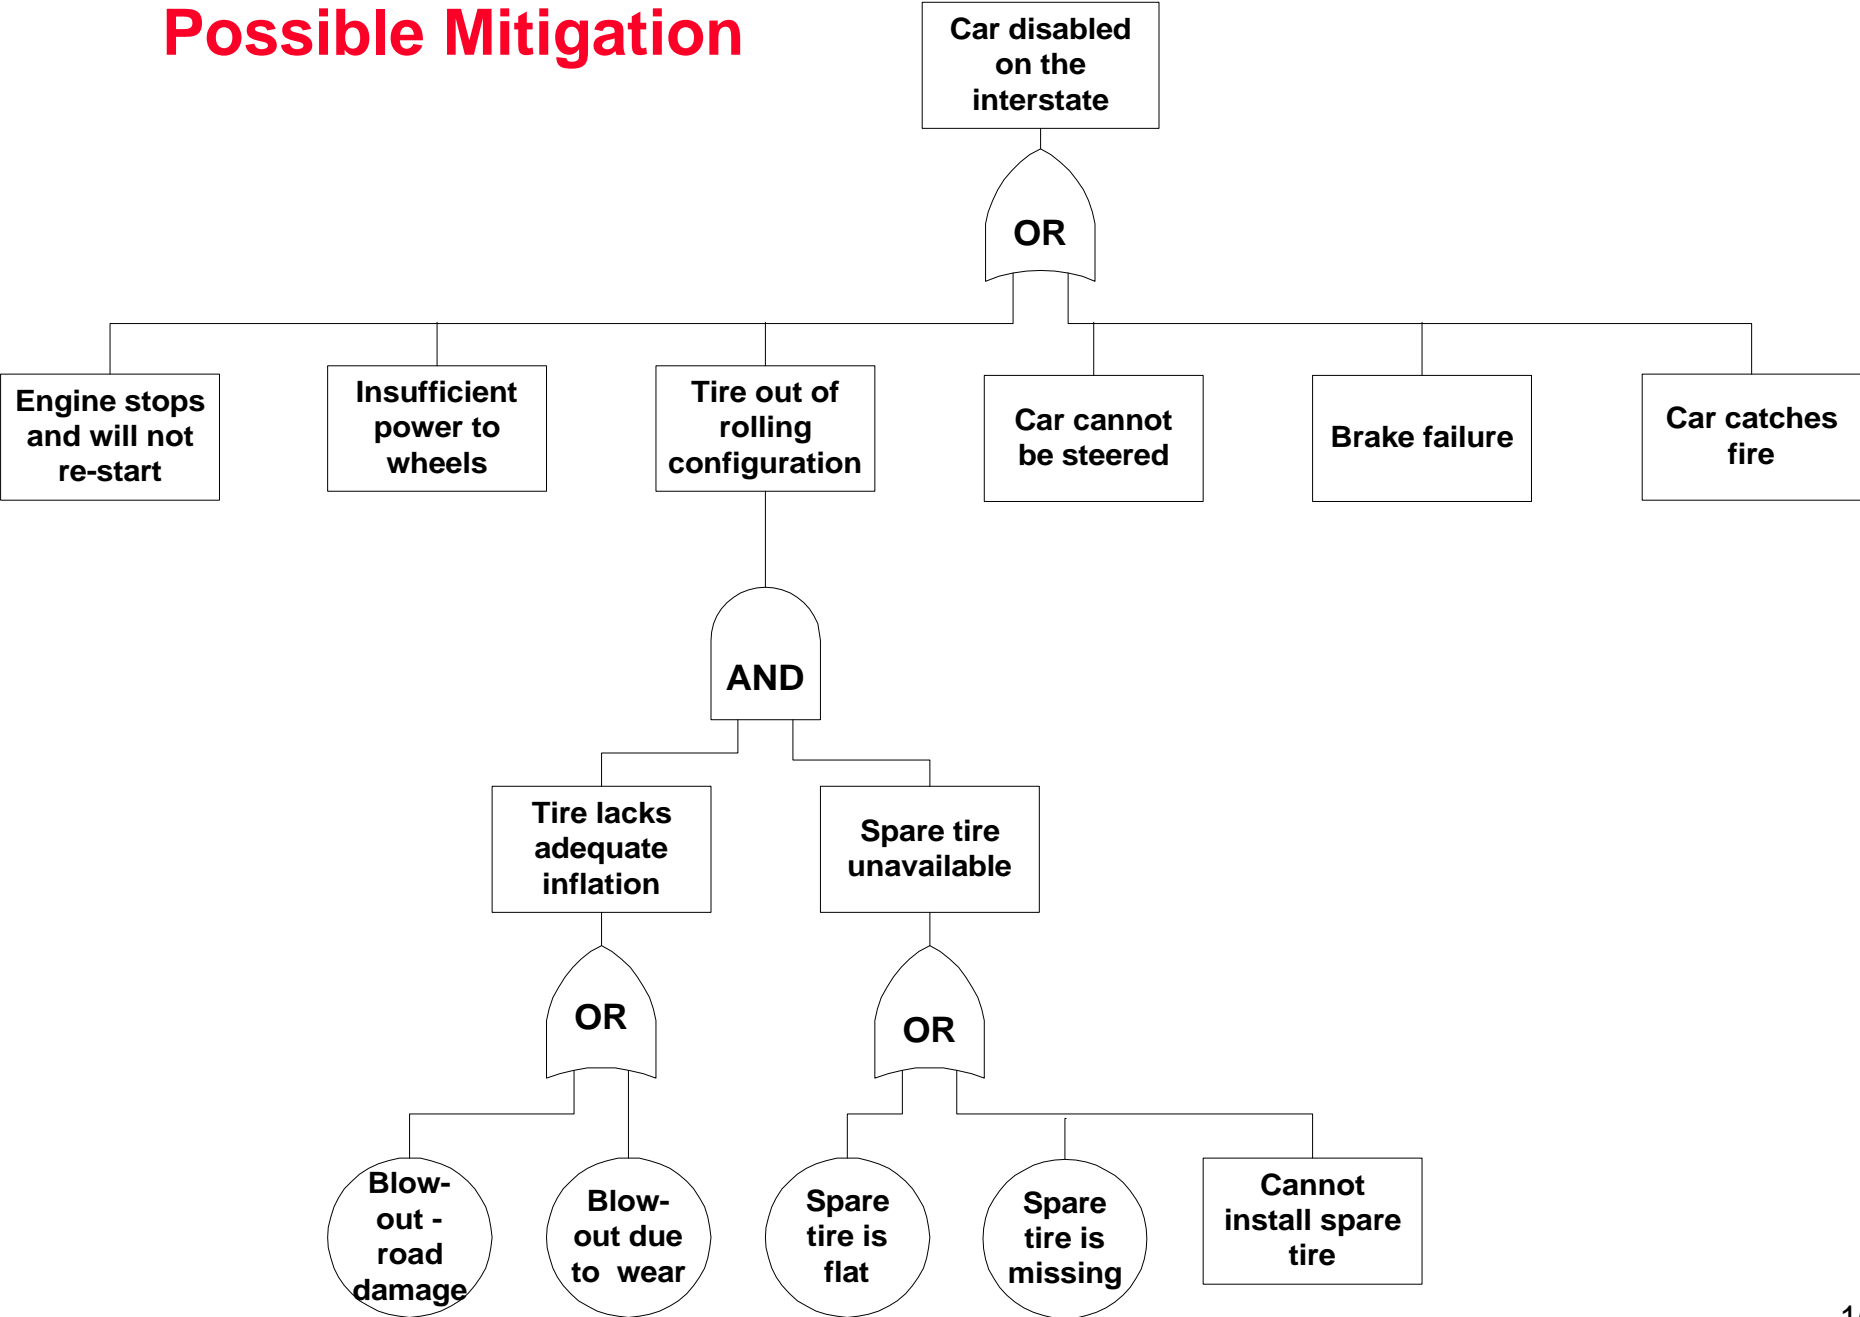 Possible Mitigation
Car disabled
on the
interstate
OR
Engine stops
and will not
re-start
Insufficient
power to
wheels
Tire out of
rolling
configuration
Car cannot
be steered
Brake failure
Car catches
fire
AND
Tire lacks
adequate
inflation
Spare tire
unavailable
OR
OR
Blow-
out -
road
damage
Blow-
out due
to wear
Spare
tire is
flat
Spare
tire is
missing
Cannot
install spare
tire